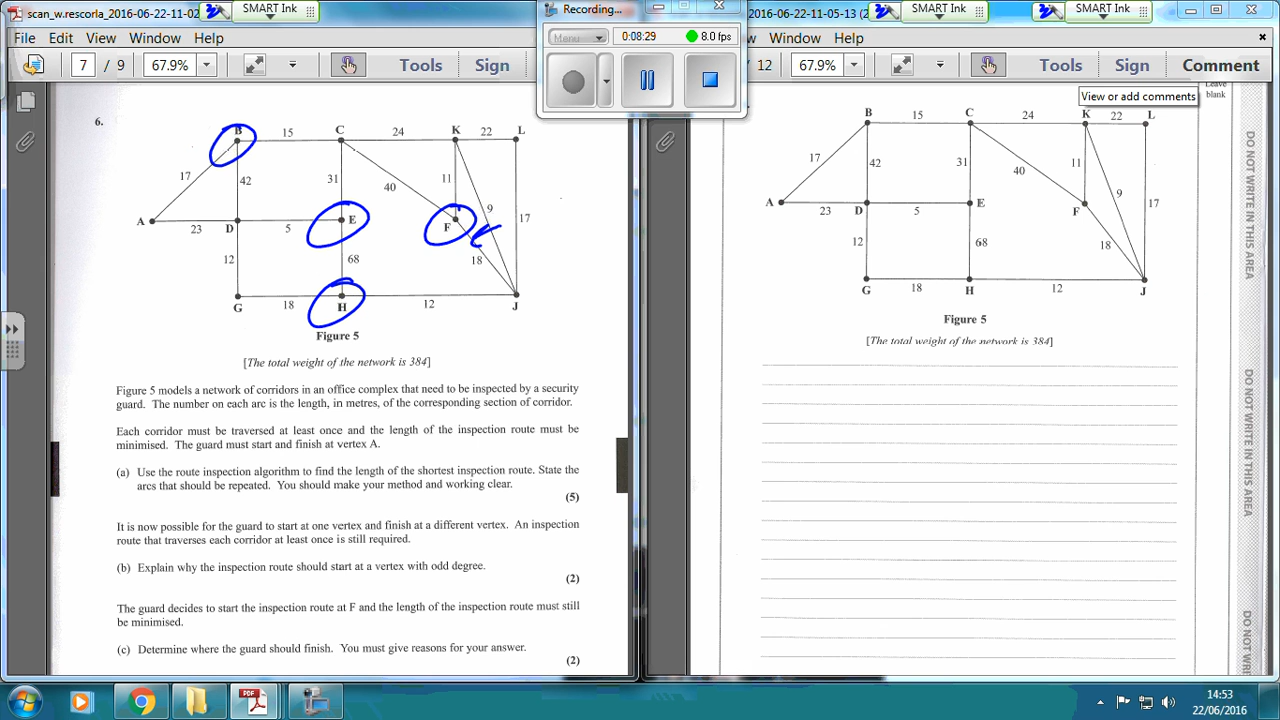 scan_w.rescorla_2016-06-22-11-02
SMART Ink
Recording...
2016-06-22-11-05-13 (2
SMART Ink
SMART Ink
File Edit View Window Help
Menu
0:08:29
8.0 fps
Window Help
7 / 9
67.9%
Tools
Sign
/ 12
67.9%
Tools
Sign
Comment
View or add comments
Leave
blank
6.
B 15 C 24 K 22 L
17 42 31 40 11 9 17
A 23 D 5 E F
12 68 18
G 18 H 12 J
Figure 5
[The total weight of the network is 384]
Figure 5 models a network of corridors in an office complex that need to be inspected by a security
guard. The number on each arc is the length, in metres, of the corresponding section of corridor.
Each corridor must be traversed at least once and the length of the inspection route must be
minimised. The guard must start and finish at vertex A.
(a) Use the route inspection algorithm to find the length of the shortest inspection route. State the
arcs that should be repeated. You should make your method and working clear.
(5)
It is now possible for the guard to start at one vertex and finish at a different vertex. An inspection
route that traverses each corridor at least once is still required.
(b) Explain why the inspection route should start at a vertex with odd degree.
(2)
The guard decides to start the inspection route at F and the length of the inspection route must still
be minimised.
(c) Determine where the guard should finish. You must give reasons for your answer.
(2)
B 15 C 24 K 22 L
17 42 31 40 11 9 17
A 23 D 5 E F
12 68 18
G 18 H 12 J
Figure 5
[The total weight of the network is 384]
DO NOT WRITE IN THIS AREA
DO NOT WRITE IN THIS AREA
DO NOT WR
14:53
22/06/2016